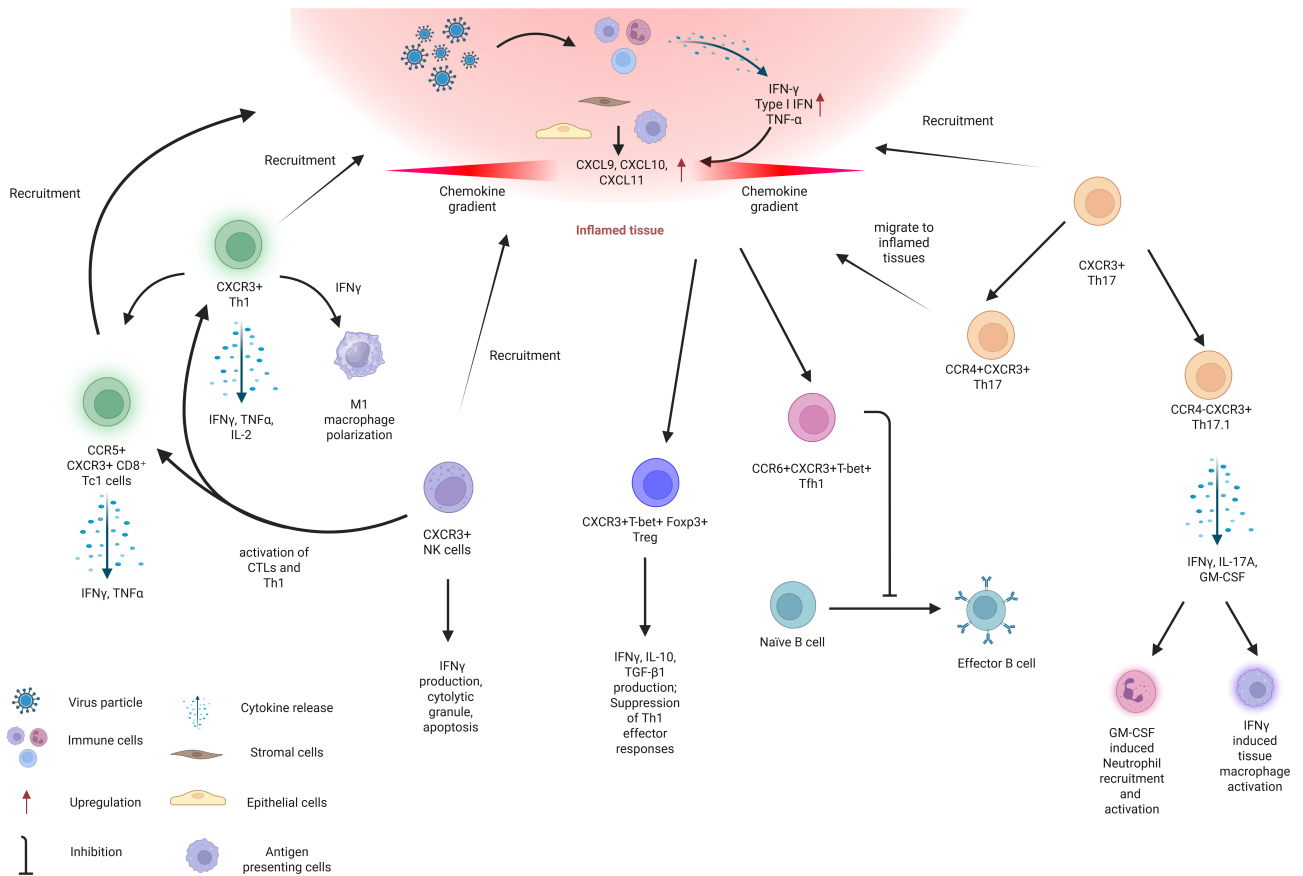 IFN-γ
Type I IFN
TNF-α
CXCL9, CXCL10,
CXCL11
Chemokine
gradient
Chemokine
gradient
Inflamed tissue
Recruitment
Recruitment
CXCR3+
Th1
IFNγ
IFNγ, TNFα,
IL-2
M1
macrophage
polarization
CCR5+
CXCR3+ CD8⁺
Tc1 cells
IFNγ, TNFα
activation of
CTLs and
Th1
Recruitment
CXCR3+
NK cells
IFNγ
production,
cytolytic
granule,
apoptosis
CXCR3+T-bet+ Foxp3+
Treg
IFNγ, IL-10,
TGF-β1
production;
Suppression
of Th1
effector
responses
CCR6+CXCR3+T-bet+
Tfh1
Naïve B cell
Effector B cell
Recruitment
migrate to
inflamed
tissues
CXCR3+
Th17
CCR4+CXCR3+
Th17
CCR4-CXCR3+
Th17.1
IFNγ, IL-17A,
GM-CSF
GM-CSF
induced
Neutrophil
recruitment
and
activation
IFNγ
induced
tissue
macrophage
activation
Virus particle
Immune cells
Upregulation
Inhibition
Cytokine release
Stromal cells
Epithelial cells
Antigen
presenting cells